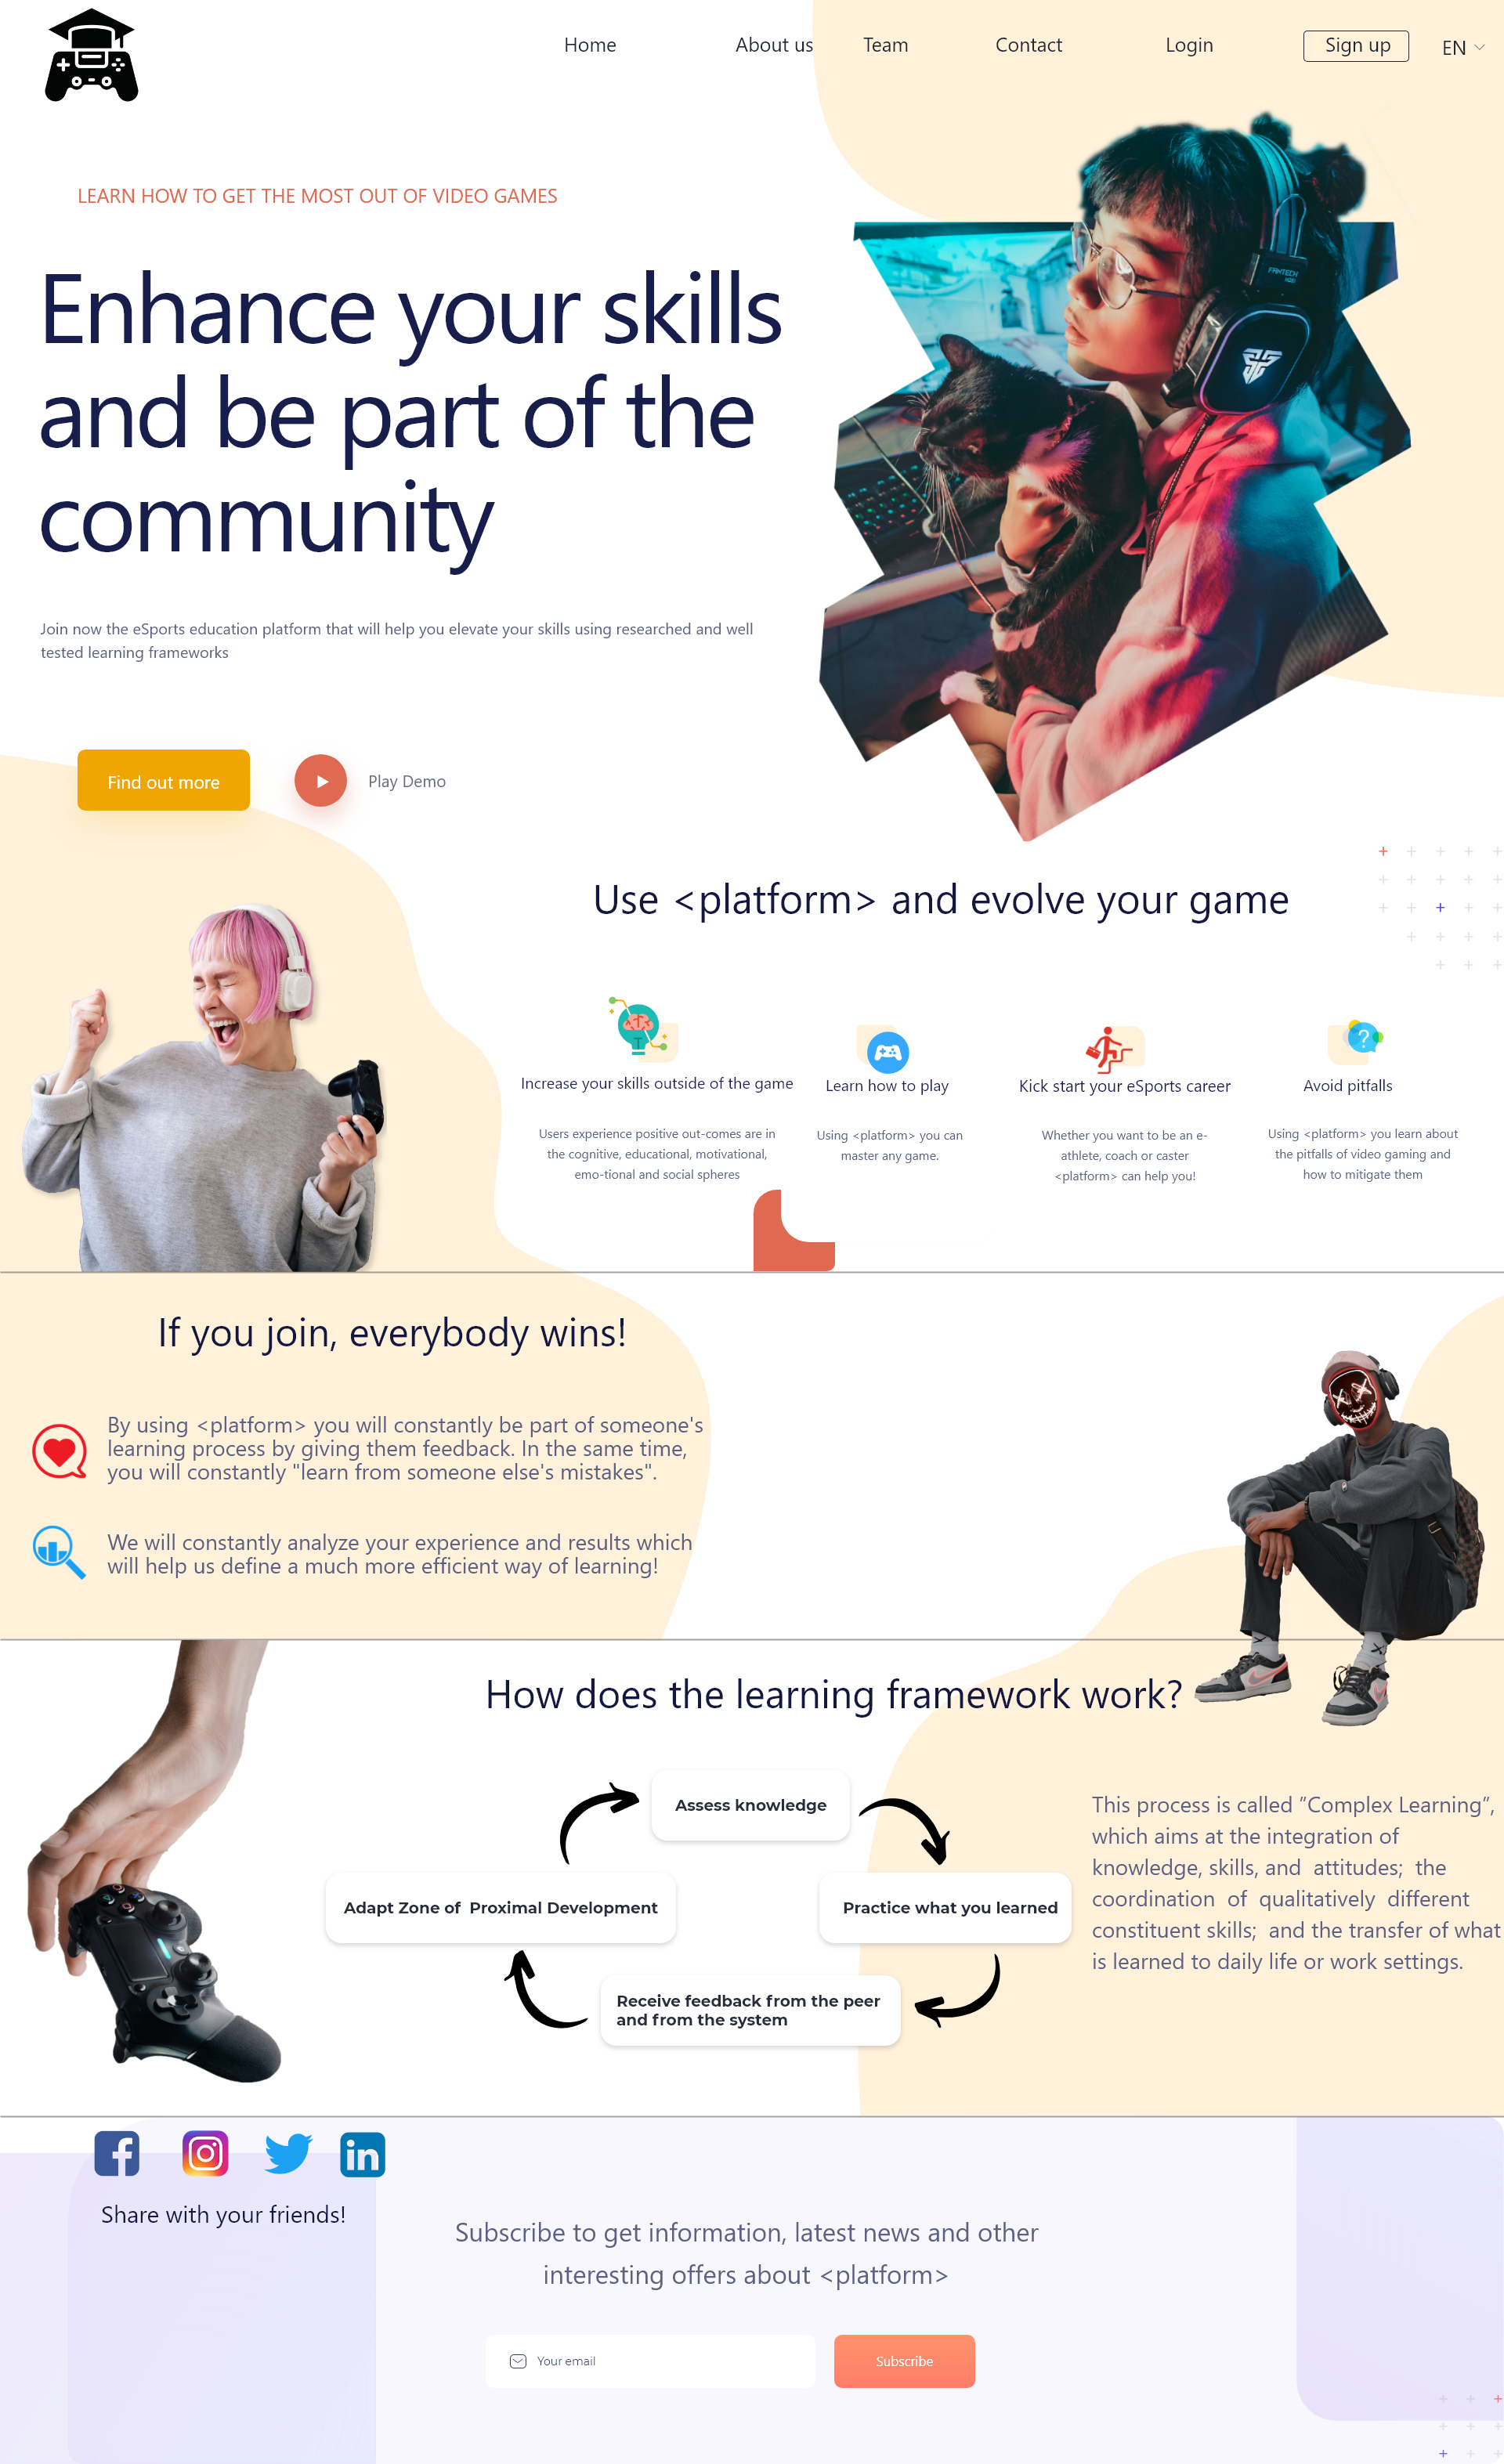 Home
About us
Team
Contact
Login
Sign up
EN
LEARN HOW TO GET THE MOST OUT OF VIDEO GAMES
Enhance your skills
and be part of the
community
FANTECH
Join now the eSports education platform that will help you elevate your skills using researched and well
tested learning frameworks
Find out more
Play Demo
Use <platform> and evolve your game
Increase your skills outside of the game
Users experience positive out-comes are in
the cognitive, educational, motivational,
emo-tional and social spheres
Learn how to play
Using <platform> you can
master any game.
Kick start your eSports career
Whether you want to be an e-
athlete, coach or caster
<platform> can help you!
?
Avoid pitfalls
Using <platform> you learn about
the pitfalls of video gaming and
how to mitigate them
If you join, everybody wins!
By using <platform> you will constantly be part of someone's
learning process by giving them feedback. In the same time,
you will constantly "learn from someone else's mistakes".
We will constantly analyze your experience and results which
will help us define a much more efficient way of learning!
How does the learning framework work?
Assess knowledge
Practice what you learned
Receive feedback from the peer
and from the system
Adapt Zone of  Proximal Development
This process is called ”Complex Learning”,
which aims at the integration of
knowledge, skills, and  attitudes;  the
coordination  of  qualitatively  different
constituent skills;  and the transfer of what
is learned to daily life or work settings.
f
in
Share with your friends!
Subscribe to get information, latest news and other
interesting offers about <platform>
Your email
Subscribe